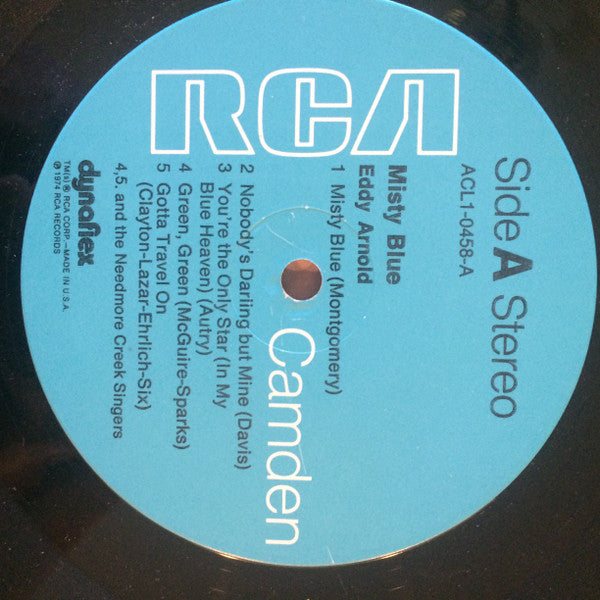 RCA
Side A Stereo
ACL1-0458-A
Misty Blue
Eddy Arnold
1 Misty Blue (Montgomery)
2 Nobody's Darling but Mine (Davis)
3 You're the Only Star (In My
Blue Heaven) (Autry)
4 Green, Green (McGuire-Sparks)
5 Gotta Travel On
(Clayton-Lazar-Ehrlich-Six)
4,5. and the Needmore Creek Singers
dynaflex
TM(s) ® RCA CORP.—MADE IN U.S.A.
℗ 1974 RCA RECORDS
Camden